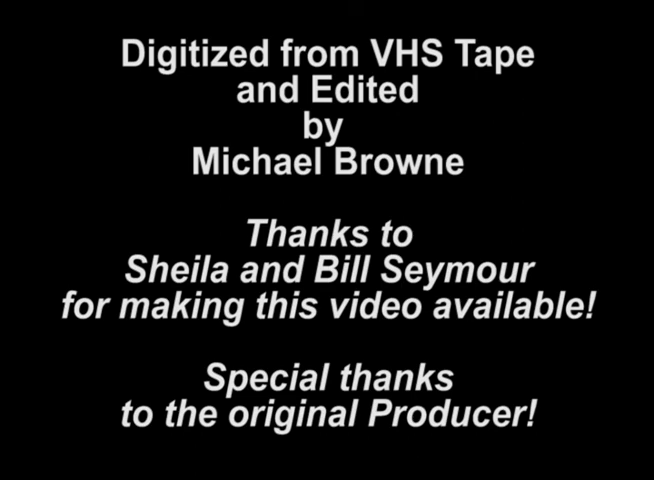 Digitized from VHS Tape
and Edited
by
Michael Browne
Thanks to
Sheila and Bill Seymour
for making this video available!
Special thanks
to the original Producer!